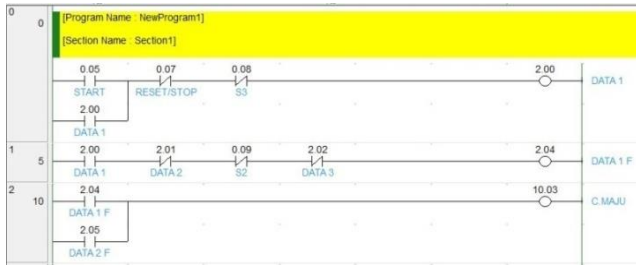 0
0
[Program Name : NewProgram1]
[Section Name : Section1]
0.05 0.07 0.08 2.00
START RESET/STOP S3 DATA 1
2.00
DATA 1
1
5
2.00 2.01 0.09 2.02 2.04
DATA 1 DATA 2 S2 DATA 3 DATA 1 F
2
10
2.04 10.03
DATA 1 F C.MAJU
2.05
DATA 2 F